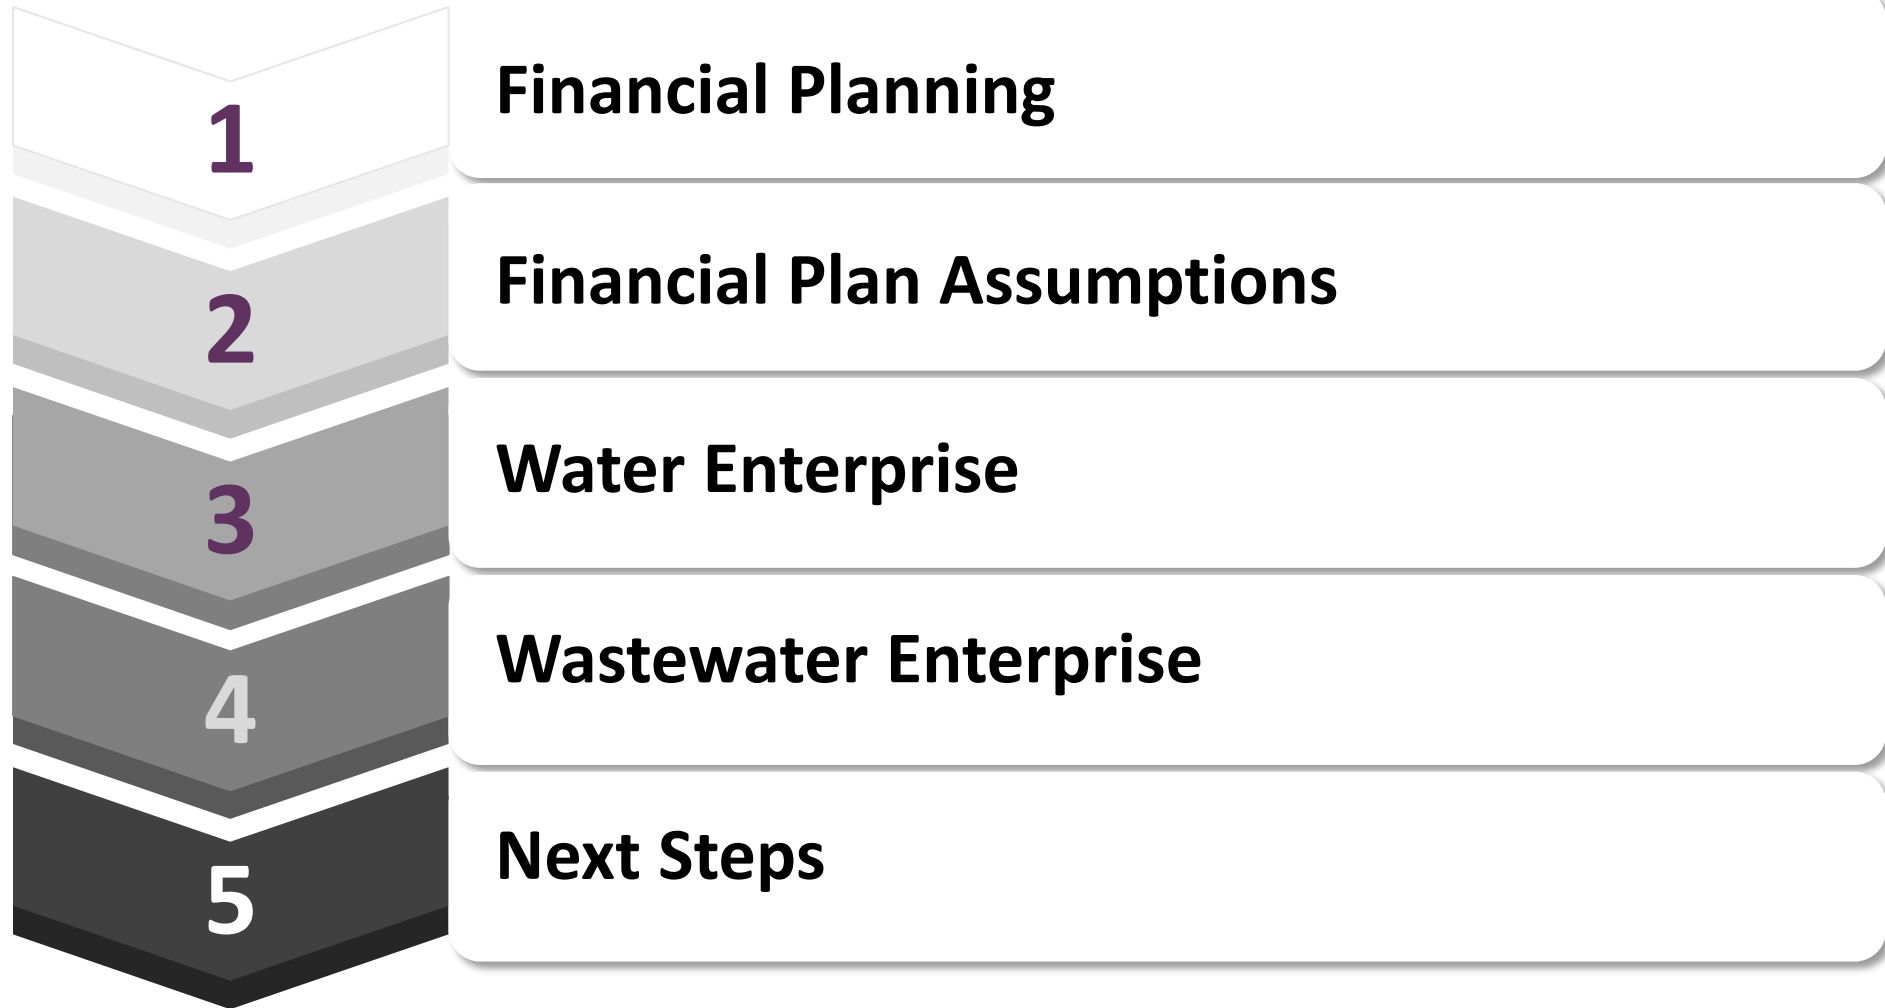 1
Financial Planning
2
Financial Plan Assumptions
3
Water Enterprise
4
Wastewater Enterprise
5
Next Steps